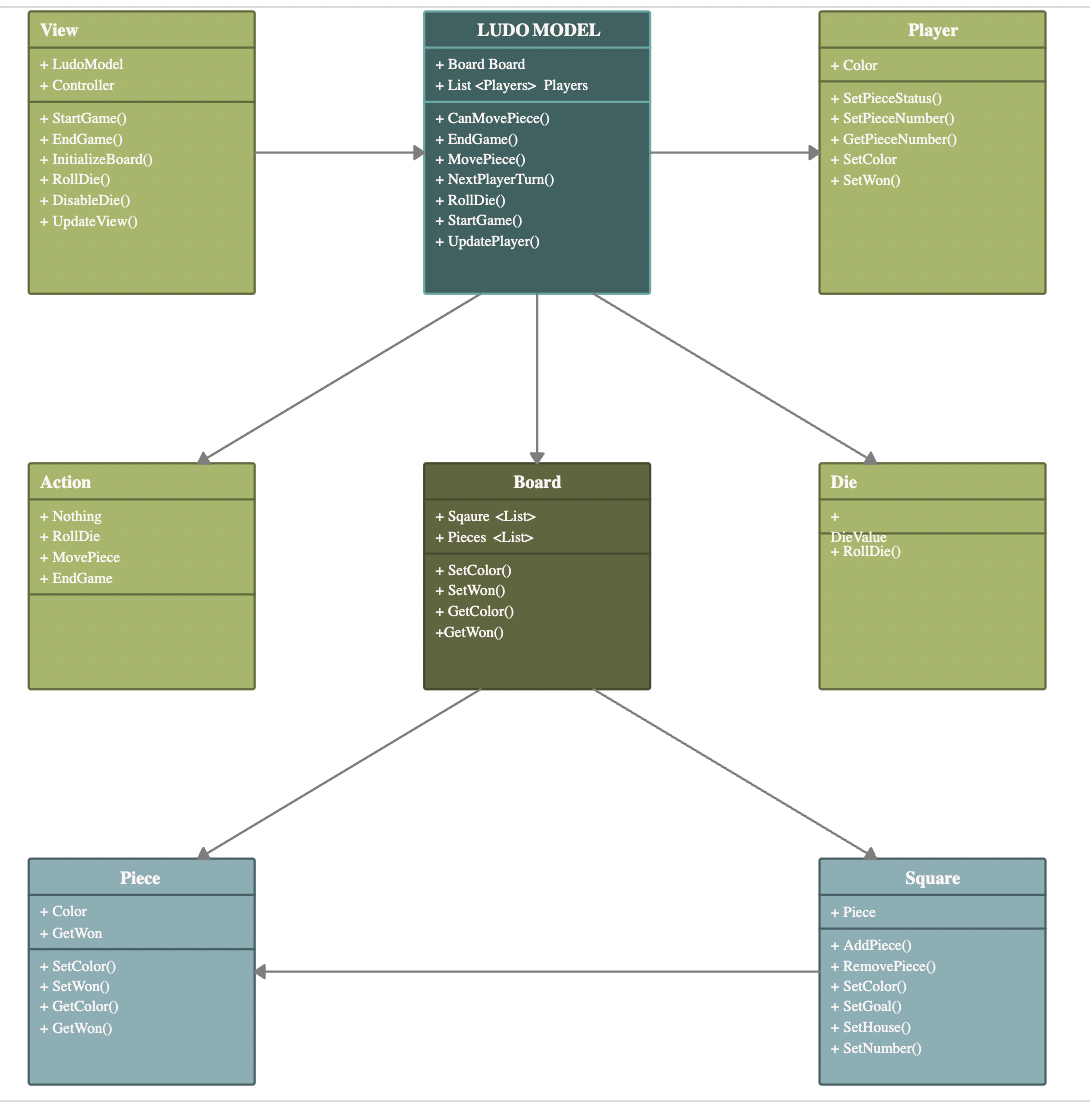 View
+ LudoModel
+ Controller
+ StartGame()
+ EndGame()
+ InitializeBoard()
+ RollDie()
+ DisableDie()
+ UpdateView()
LUDO MODEL
+ Board Board
+ List <Players>  Players
+ CanMovePiece()
+ EndGame()
+ MovePiece()
+ NextPlayerTurn()
+ RollDie()
+ StartGame()
+ UpdatePlayer()
Player
+ Color
+ SetPieceStatus()
+ SetPieceNumber()
+ GetPieceNumber()
+ SetColor
+ SetWon()
Action
+ Nothing
+ RollDie
+ MovePiece
+ EndGame
Board
+ Sqaure <List>
+ Pieces <List>
+ SetColor()
+ SetWon()
+ GetColor()
+GetWon()
Die
+
DieValue
+ RollDie()
Piece
+ Color
+ GetWon
+ SetColor()
+ SetWon()
+ GetColor()
+ GetWon()
Square
+ Piece
+ AddPiece()
+ RemovePiece()
+ SetColor()
+ SetGoal()
+ SetHouse()
+ SetNumber()